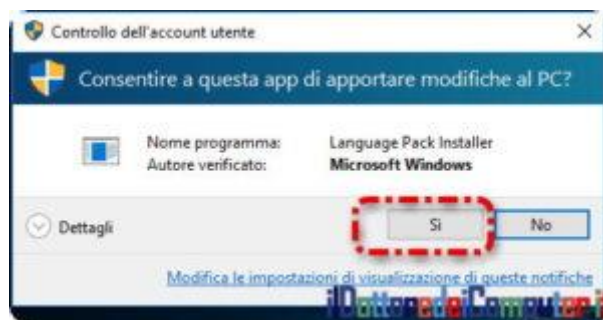 Controllo dell'account utente
Consentire a questa app di apportare modifiche al PC?
Nome programma: Language Pack Installer
Autore verificato: Microsoft Windows
Dettagli
Sì No
Modifica le impostazioni di visualizzazione di queste notifiche
ilDottoredeiComputer.i